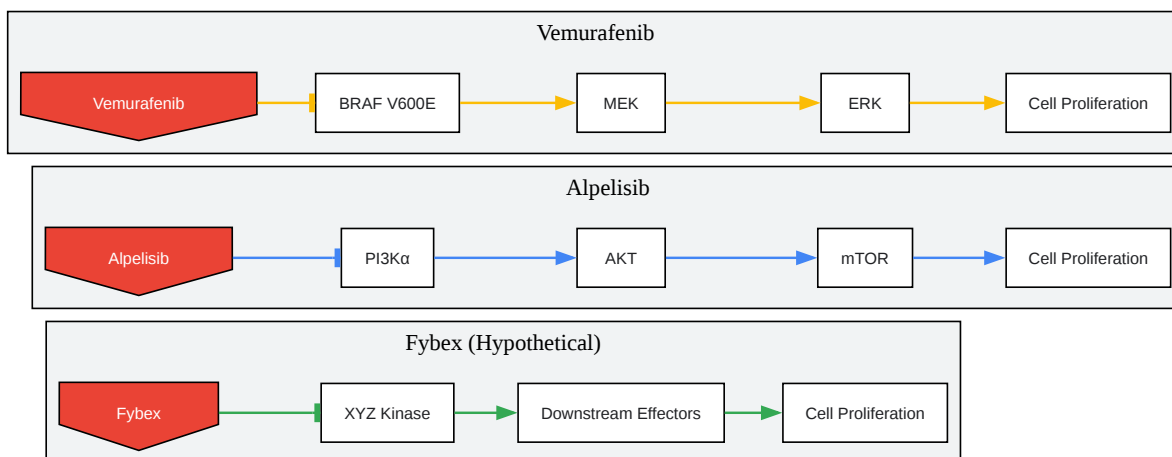 Vemurafenib
Vemurafenib
BRAF V600E
MEK
ERK
Cell Proliferation
Alpelisib
Alpelisib
PI3Kα
AKT
mTOR
Cell Proliferation
Fybex (Hypothetical)
Fybex
XYZ Kinase
Downstream Effectors
Cell Proliferation